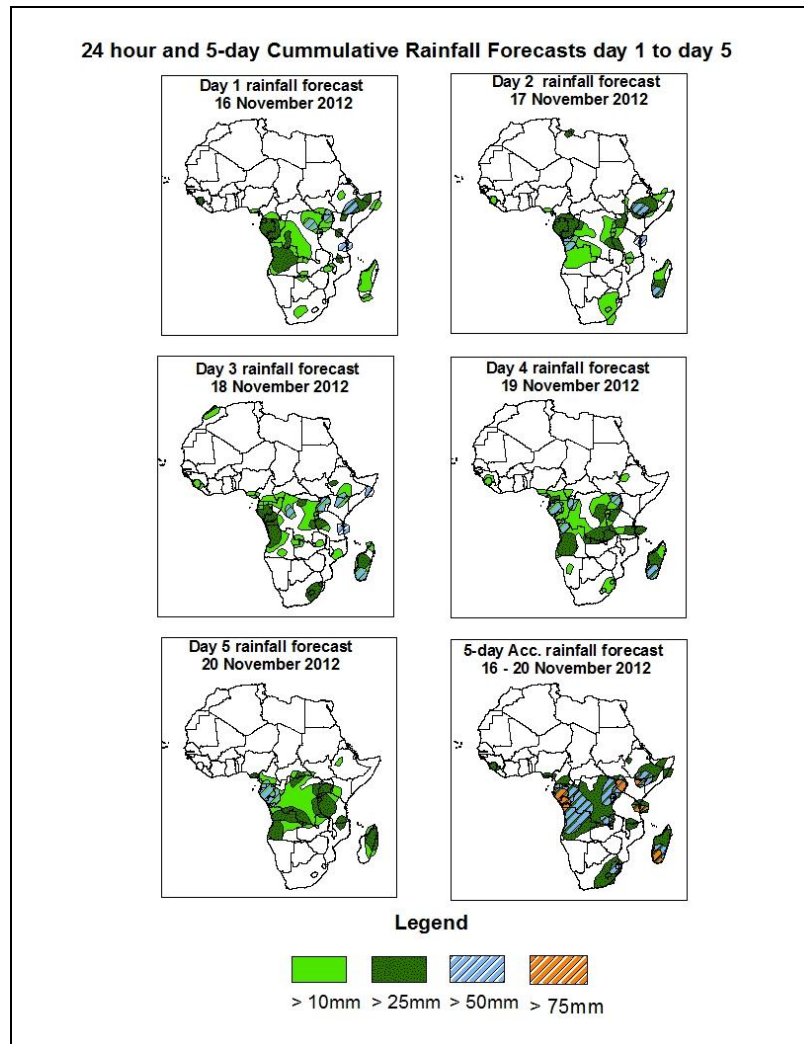 24 hour and 5-day Cummulative Rainfall Forecasts day 1 to day 5
Day 1 rainfall forecast
16 November 2012
Day 2 rainfall forecast
17 November 2012
Day 3 rainfall forecast
18 November 2012
Day 4 rainfall forecast
19 November 2012
Day 5 rainfall forecast
20 November 2012
5-day Acc. rainfall forecast
16 - 20 November 2012
Legend
> 10mm > 25mm > 50mm > 75mm